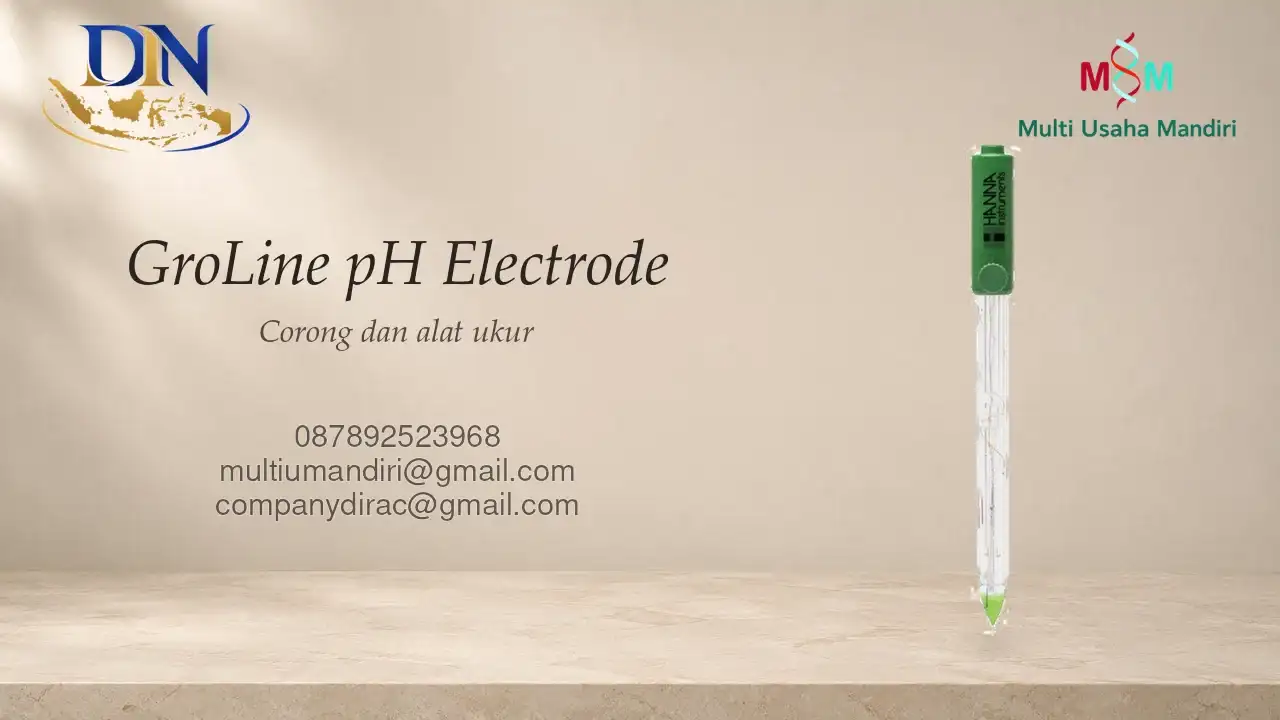 DIN
MSM
Multi Usaha Mandiri
HANNA
instruments
GroLine pH Electrode
Corong dan alat ukur
087892523968
multiumandiri@gmail.com
companydirac@gmail.com